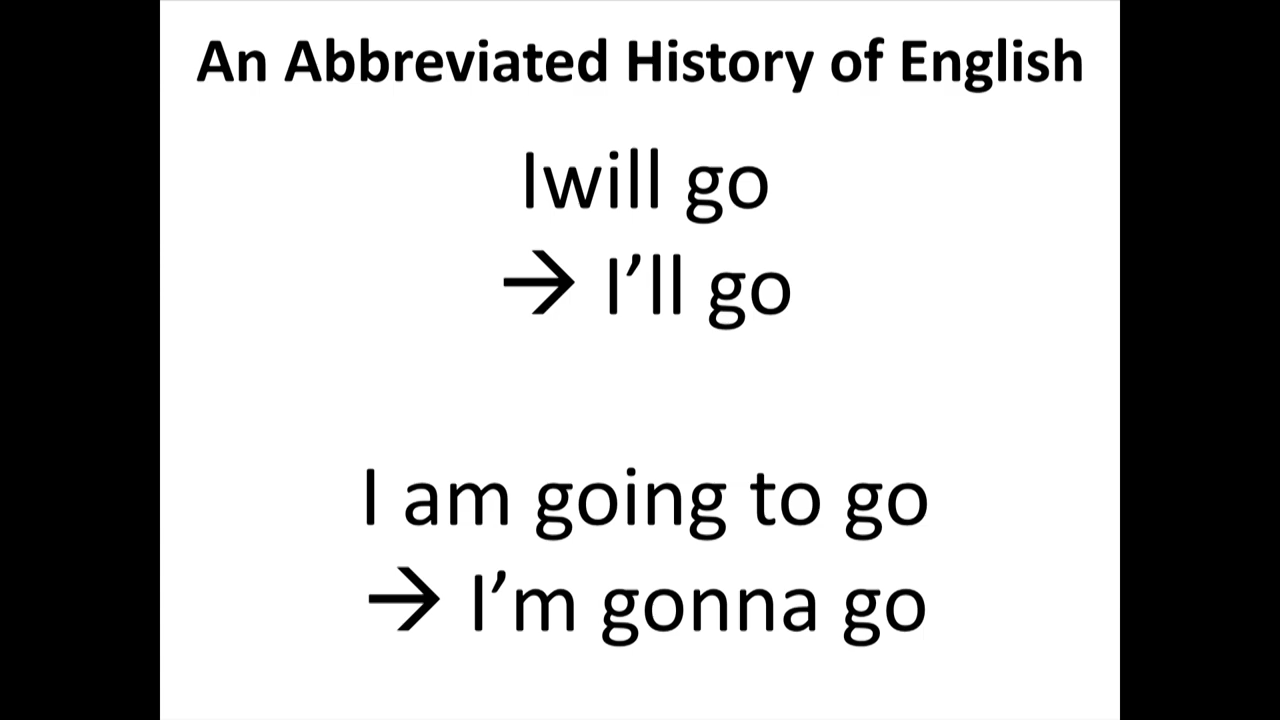 An Abbreviated History of English
Iwill go
→ I’ll go
I am going to go
→ I’m gonna go